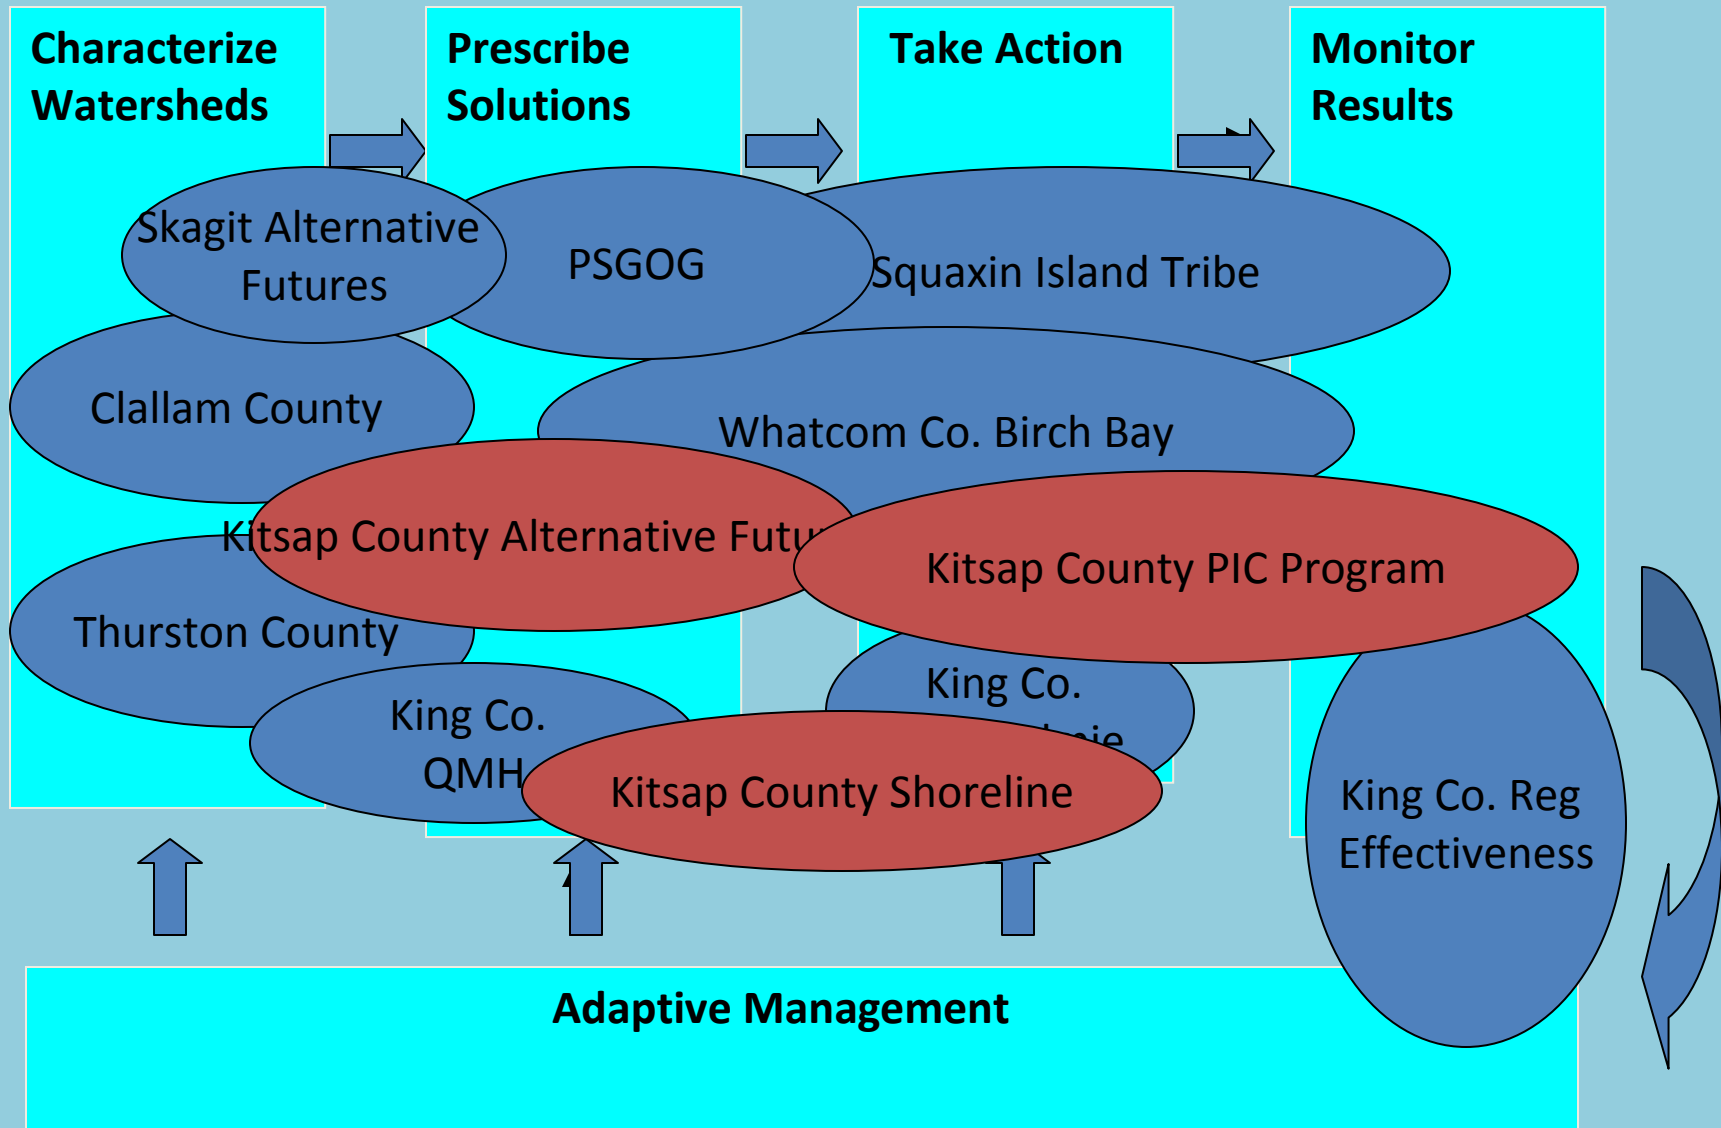 Characterize
Watersheds
Prescribe
Solutions
Take Action
Monitor
Results
Skagit Alternative
Futures
PSGOG
Squaxin Island Tribe
Clallam County
Whatcom Co. Birch Bay
Kitsap County Alternative
Kitsap County PIC Program
Thurston County
King Co.
QMH
King Co.
Kitsap County Shoreline
King Co. Reg
Effectiveness
Adaptive Management